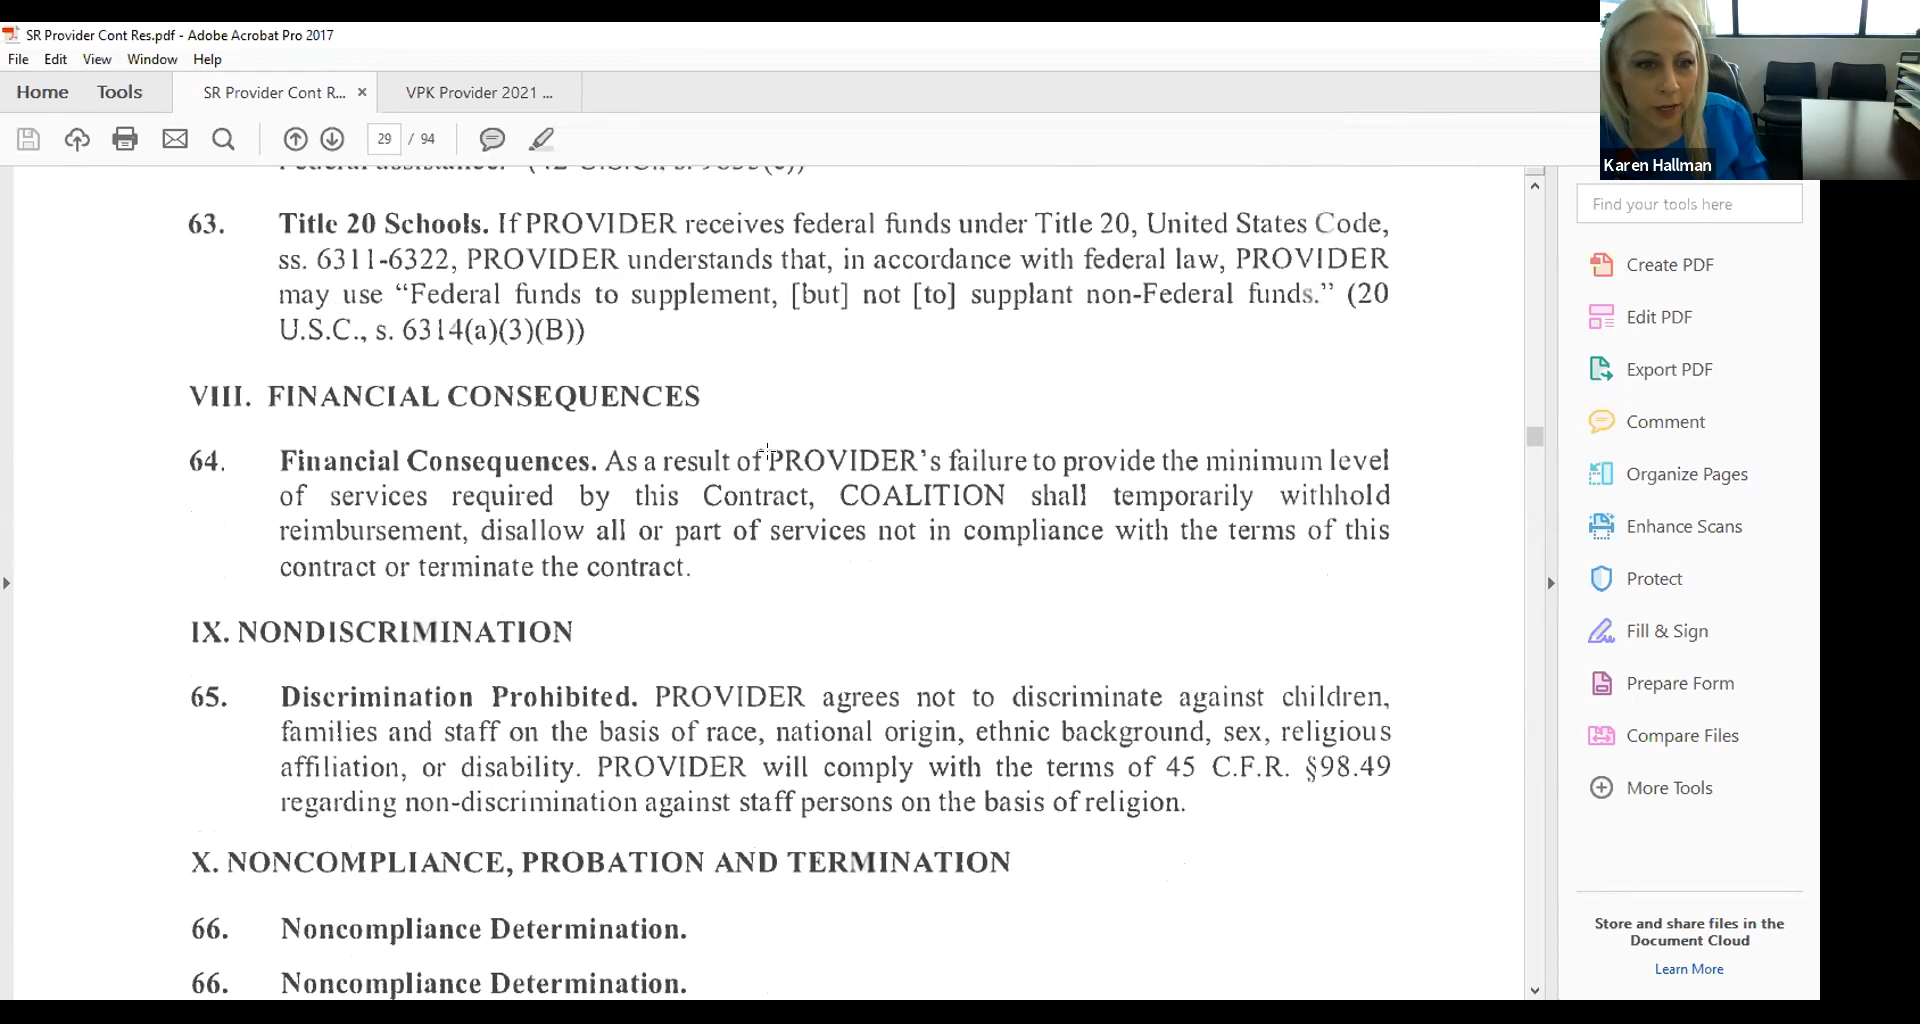 SR Provider Cont Res.pdf - Adobe Acrobat Pro 2017
File Edit View Window Help
Home Tools SR Provider Cont R... × VPK Provider 2021 ...
29 / 94
Karen Hallman
63. Title 20 Schools. If PROVIDER receives federal funds under Title 20, United States Code,
ss. 6311-6322, PROVIDER understands that, in accordance with federal law, PROVIDER
may use “Federal funds to supplement, [but] not [to] supplant non-Federal funds.” (20
U.S.C., s. 6314(a)(3)(B))
VIII. FINANCIAL CONSEQUENCES
64. Financial Consequences. As a result of PROVIDER’s failure to provide the minimum level
of services required by this Contract, COALITION shall temporarily withhold
reimbursement, disallow all or part of services not in compliance with the terms of this
contract or terminate the contract.
IX. NONDISCRIMINATION
65. Discrimination Prohibited. PROVIDER agrees not to discriminate against children,
families and staff on the basis of race, national origin, ethnic background, sex, religious
affiliation, or disability. PROVIDER will comply with the terms of 45 C.F.R. §98.49
regarding non-discrimination against staff persons on the basis of religion.
X. NONCOMPLIANCE, PROBATION AND TERMINATION
66. Noncompliance Determination.
66. Noncompliance Determination.
Find your tools here
Create PDF
Edit PDF
Export PDF
Comment
Organize Pages
Enhance Scans
Protect
Fill & Sign
Prepare Form
Compare Files
More Tools
Store and share files in the
Document Cloud
Learn More